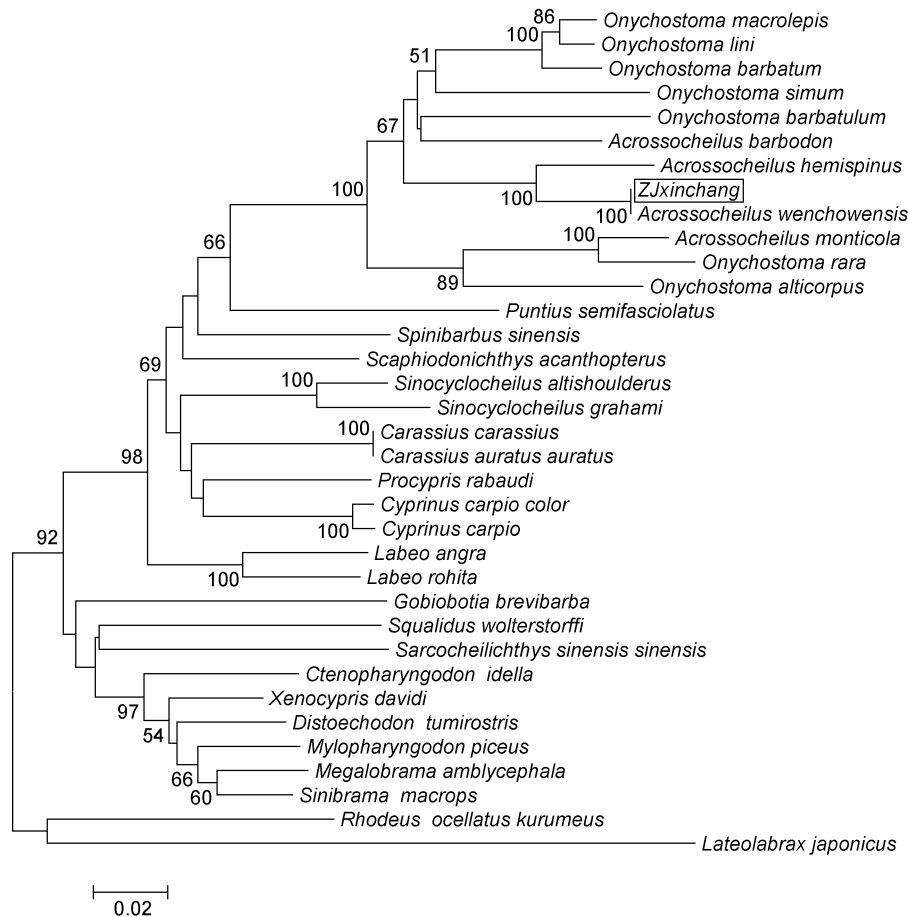 86
Onychostoma macrolepis
100
Onychostoma lini
51
Onychostoma barbatum
Onychostoma simum
67
Onychostoma barbatulum
Acrossocheilus barbodon
Acrossocheilus hemispinus
100
100
ZJxinchang
100
Acrossocheilus wenchowensis
66
100
Acrossocheilus monticola
Onychostoma rara
89
Onychostoma alticorpus
Puntius semifasciolatus
Spinibarbus sinensis
69
Scaphiodonichthys acanthopterus
100
Sinocyclocheilus altishoulderus
Sinocyclocheilus grahami
100
Carassius carassius
98
Carassius auratus auratus
Procypris rabaudi
Cyprinus carpio color
100
Cyprinus carpio
92
Labeo angra
100
Labeo rohita
Gobiobotia brevibarba
Squalidus wolterstorffi
Sarcocheilichthys sinensis sinensis
Ctenopharyngodon idella
97
Xenocypris davidi
54
Distoechodon tumirostris
Mylopharyngodon piceus
66
Megalobrama amblycephala
60
Sinibrama macrops
Rhodeus ocellatus kurumeus
Lateolabrax japonicus
0.02